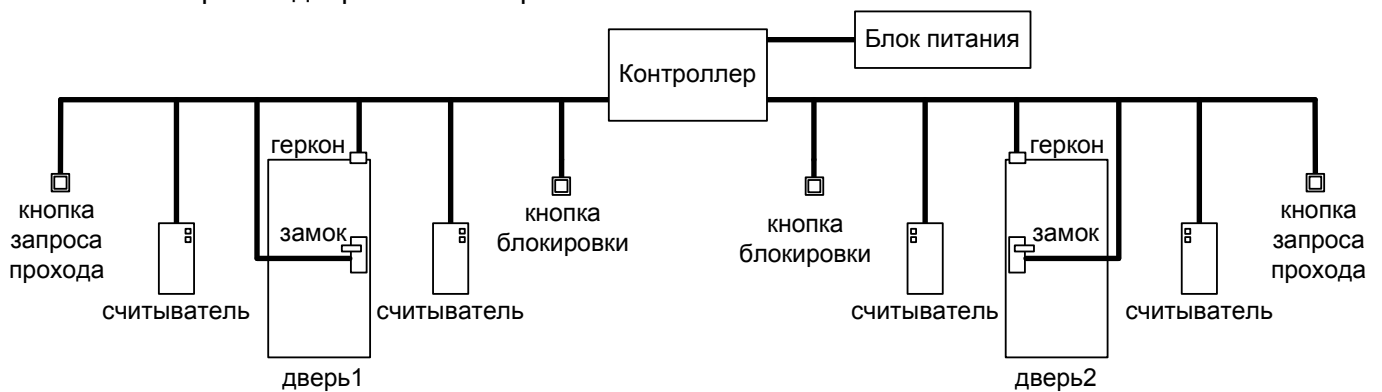 Блок питания
Контроллер
геркон
геркон
кнопка
запроса
прохода
замок
кнопка
блокировки
кнопка
блокировки
замок
кнопка
запроса
прохода
считыватель
считыватель
считыватель
считыватель
дверь1
дверь2